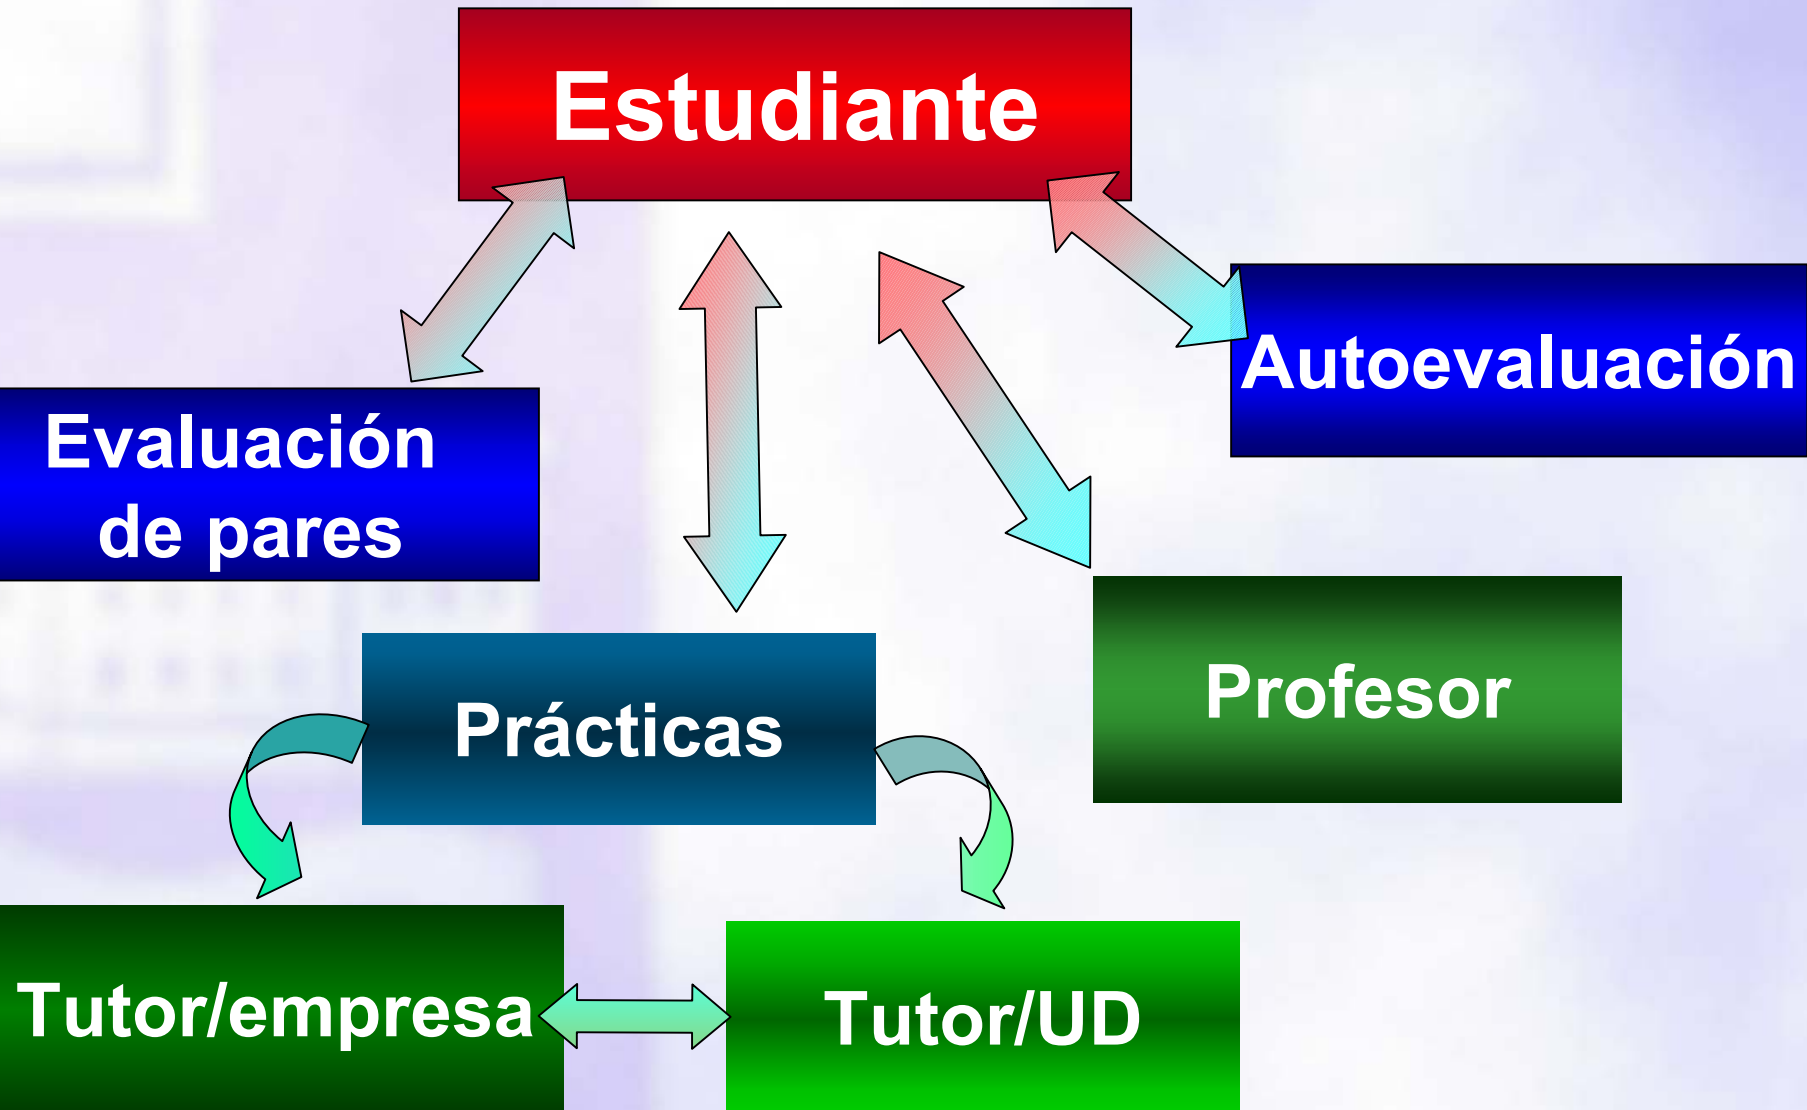 Estudiante
Autoevaluación
Evaluación
de pares
Profesor
Prácticas
Tutor/empresa
Tutor/UD